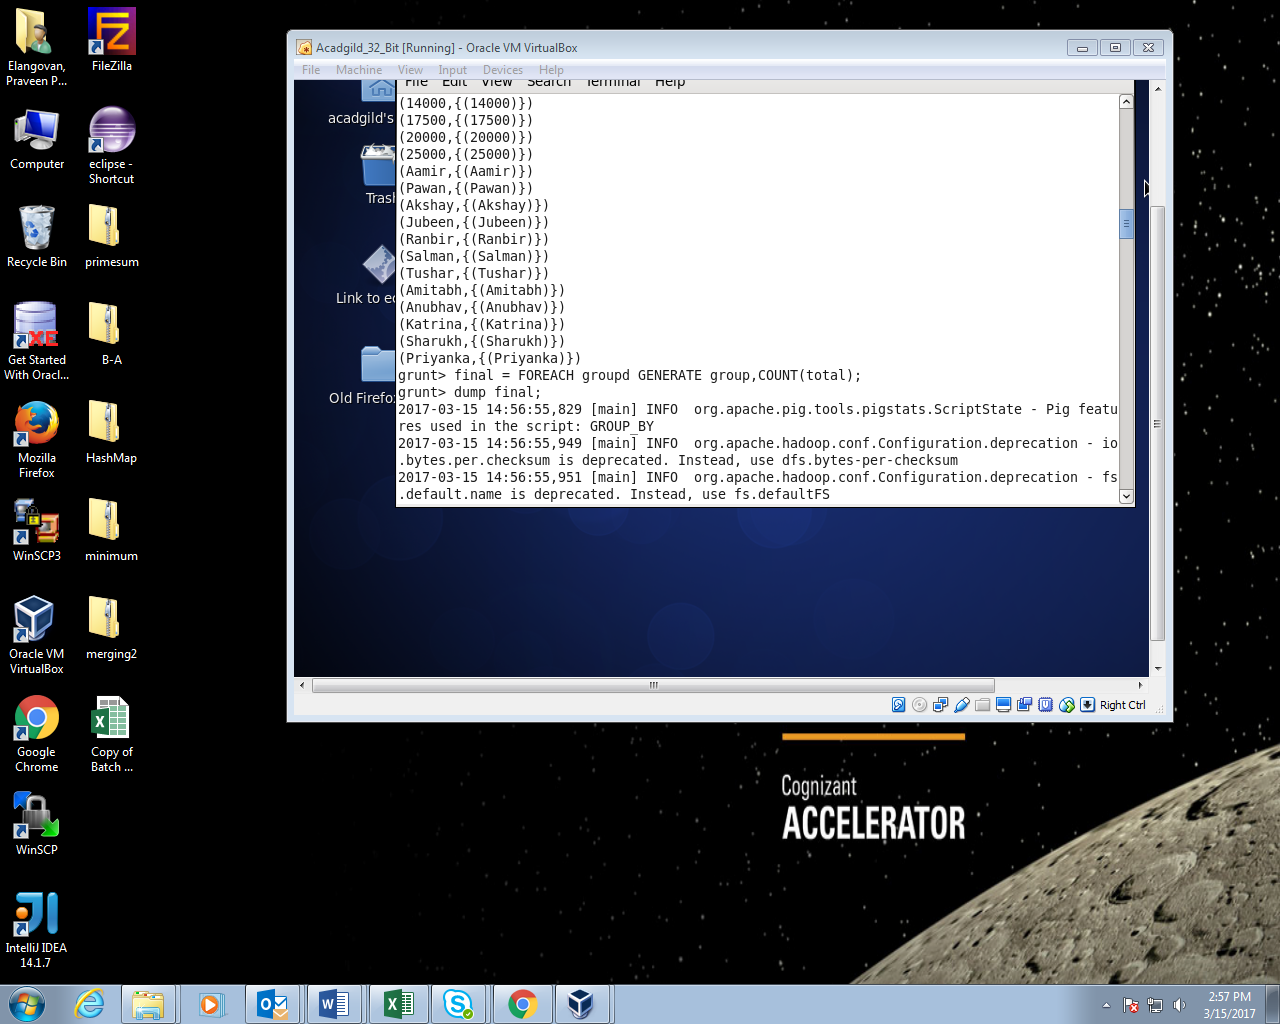 Elangovan,
Praveen P...
FileZilla
Computer
eclipse -
Shortcut
Recycle Bin
primesum
Get Started
With Oracl...
B-A
Mozilla
Firefox
HashMap
WinSCP3
minimum
Oracle VM
VirtualBox
merging2
Google
Chrome
Copy of
Batch ...
WinSCP
IntelliJ IDEA
14.1.7
Acadgild_32_Bit [Running] - Oracle VM VirtualBox
File Machine View Input Devices Help
acadgild's
Trash
Link to ec
Old Firefo
File Edit View Search Terminal Help
(14000,{(14000)})
(17500,{(17500)})
(20000,{(20000)})
(25000,{(25000)})
(Aamir,{(Aamir)})
(Pawan,{(Pawan)})
(Akshay,{(Akshay)})
(Jubeen,{(Jubeen)})
(Ranbir,{(Ranbir)})
(Salman,{(Salman)})
(Tushar,{(Tushar)})
(Amitabh,{(Amitabh)})
(Anubhav,{(Anubhav)})
(Katrina,{(Katrina)})
(Sharukh,{(Sharukh)})
(Priyanka,{(Priyanka)})
grunt> final = FOREACH groupd GENERATE group,COUNT(total);
grunt> dump final;
2017-03-15 14:56:55,829 [main] INFO  org.apache.pig.tools.pigstats.ScriptState - Pig featu
res used in the script: GROUP_BY
2017-03-15 14:56:55,949 [main] INFO  org.apache.hadoop.conf.Configuration.deprecation - io
.bytes.per.checksum is deprecated. Instead, use dfs.bytes-per-checksum
2017-03-15 14:56:55,951 [main] INFO  org.apache.hadoop.conf.Configuration.deprecation - fs
.default.name is deprecated. Instead, use fs.defaultFS
Right Ctrl
Cognizant
ACCELERATOR
2:57 PM
3/15/2017